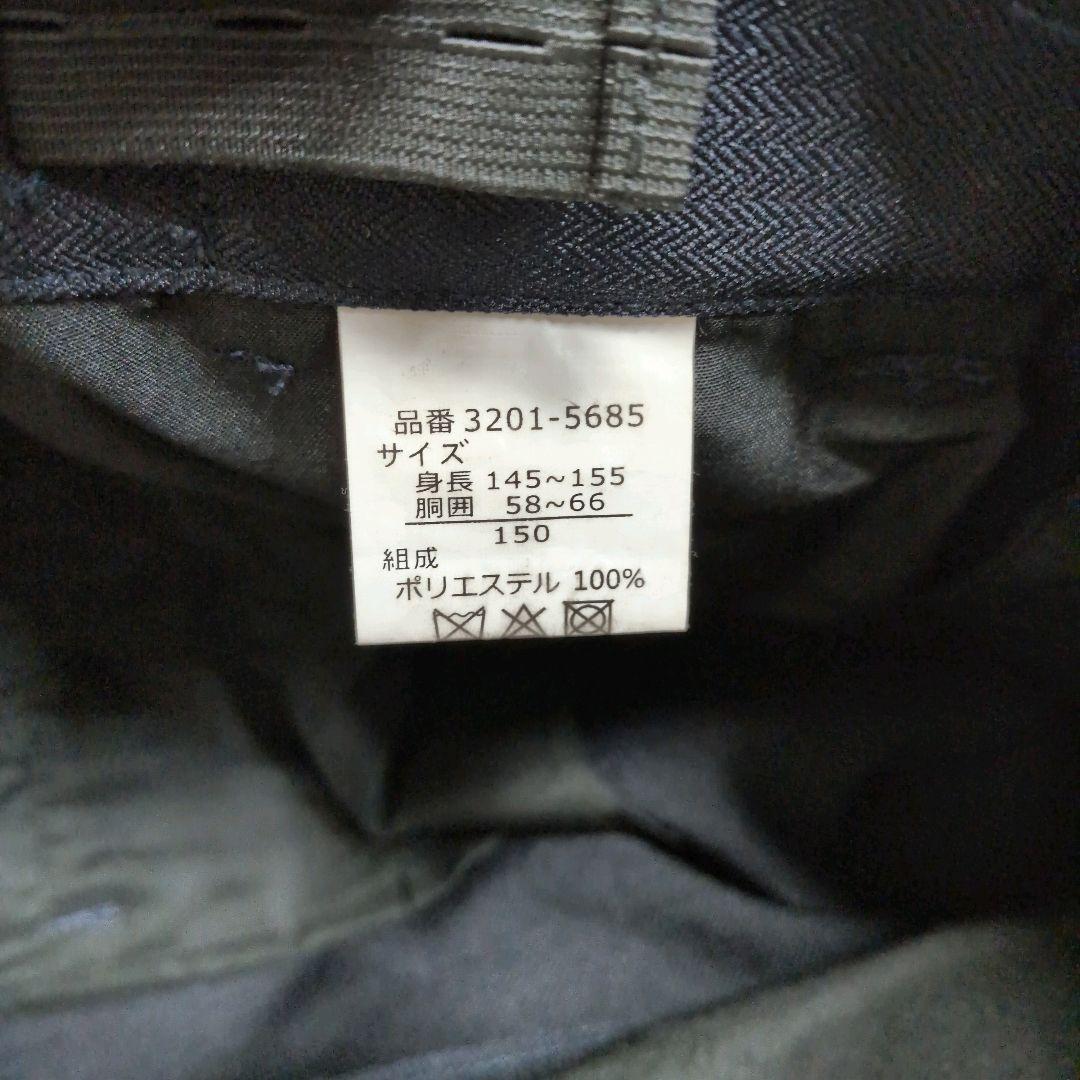 品番 3201-5685
サイズ
身長 145~155
胴囲 58~66
150
組成
ポリエステル 100%